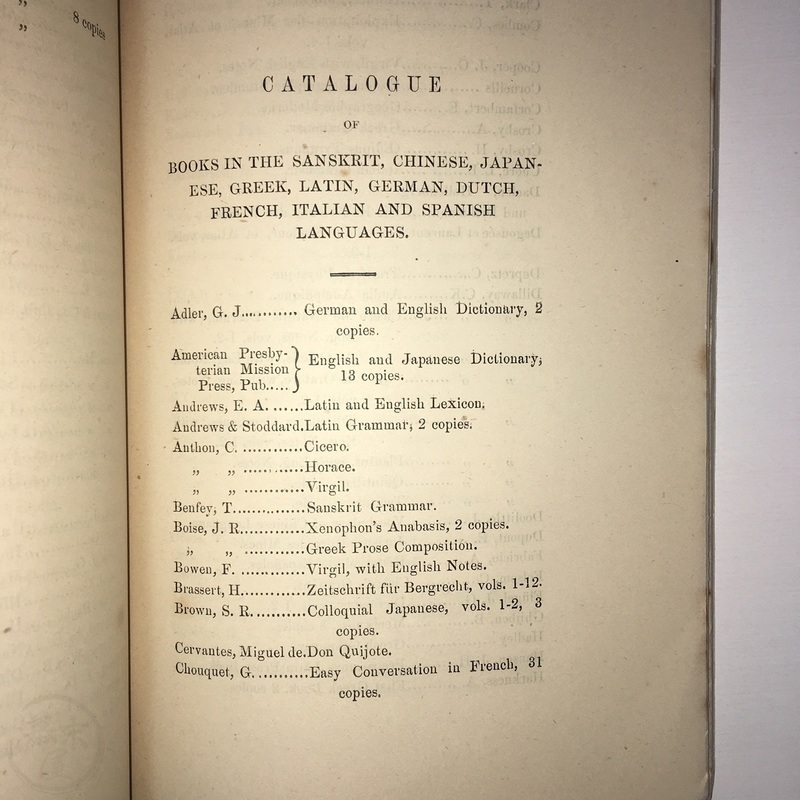 „
„ 8 copies
CATALOGUE
OF
BOOKS IN THE SANSKRIT, CHINESE, JAPAN-
ESE, GREEK, LATIN, GERMAN, DUTCH,
FRENCH, ITALIAN AND SPANISH
LANGUAGES.
Adler, G. J............ German and English Dictionary, 2
copies.
American Presby-
terian Mission
Press, Pub..... } English and Japanese Dictionary,
13 copies.
Andrews, E. A. ......Latin and English Lexicon.
Andrews & Stoddard.Latin Grammar, 2 copies.
Anthon, C. ............Cicero.
„ „ ............Horace.
„ „ ............Virgil.
Benfey, T...............Sanskrit Grammar.
Boise, J. R............Xenophon's Anabasis, 2 copies.
„ „ ............Greek Prose Composition.
Bowen, F. ............Virgil, with English Notes.
Brassert, H............Zeitschrift für Bergrecht, vols. 1-12.
Brown, S. R..........Colloquial Japanese, vols. 1-2, 3
copies.
Cervantes, Miguel de.Don Quijote.
Chouquet, G...........Easy Conversation in French, 31
copies.